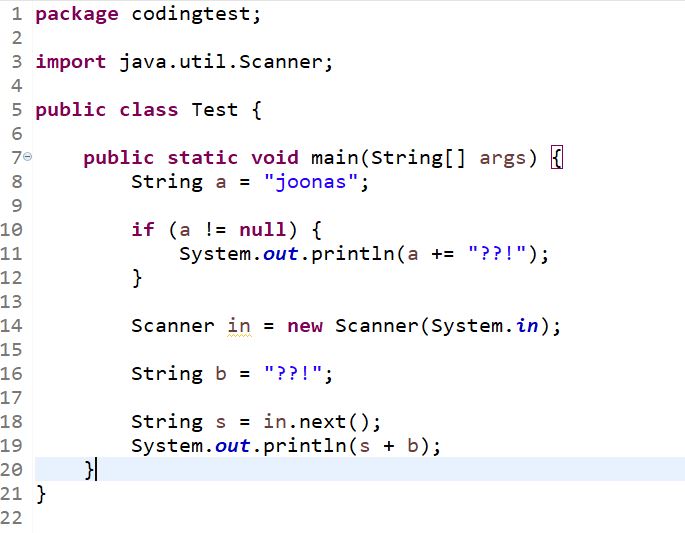 1 package codingtest;
2
3 import java.util.Scanner;
4
5 public class Test {
6
7     public static void main(String[] args) {
8         String a = "joonas";
9
10         if (a != null) {
11             System.out.println(a += "??!");
12         }
13
14         Scanner in = new Scanner(System.in);
15
16         String b = "??!";
17
18         String s = in.next();
19         System.out.println(s + b);
20     }
21 }
22